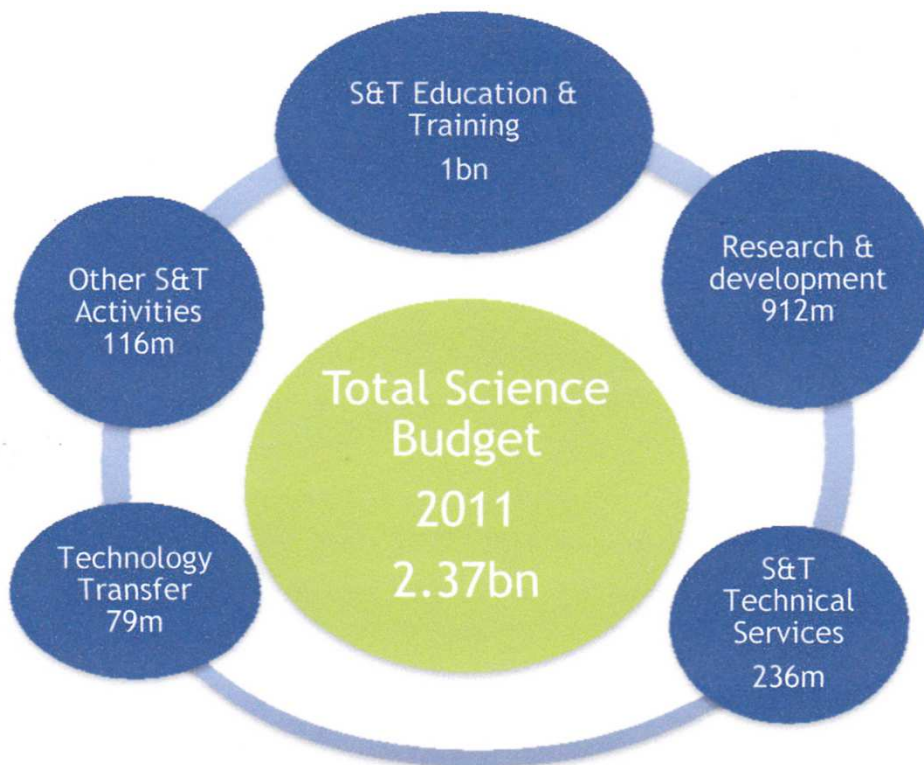 S&T Education &
Training
1bn
Research &
development
912m
Other S&T
Activities
116m
Total Science
Budget
2011
2.37bn
Technology
Transfer
79m
S&T
Technical
Services
236m